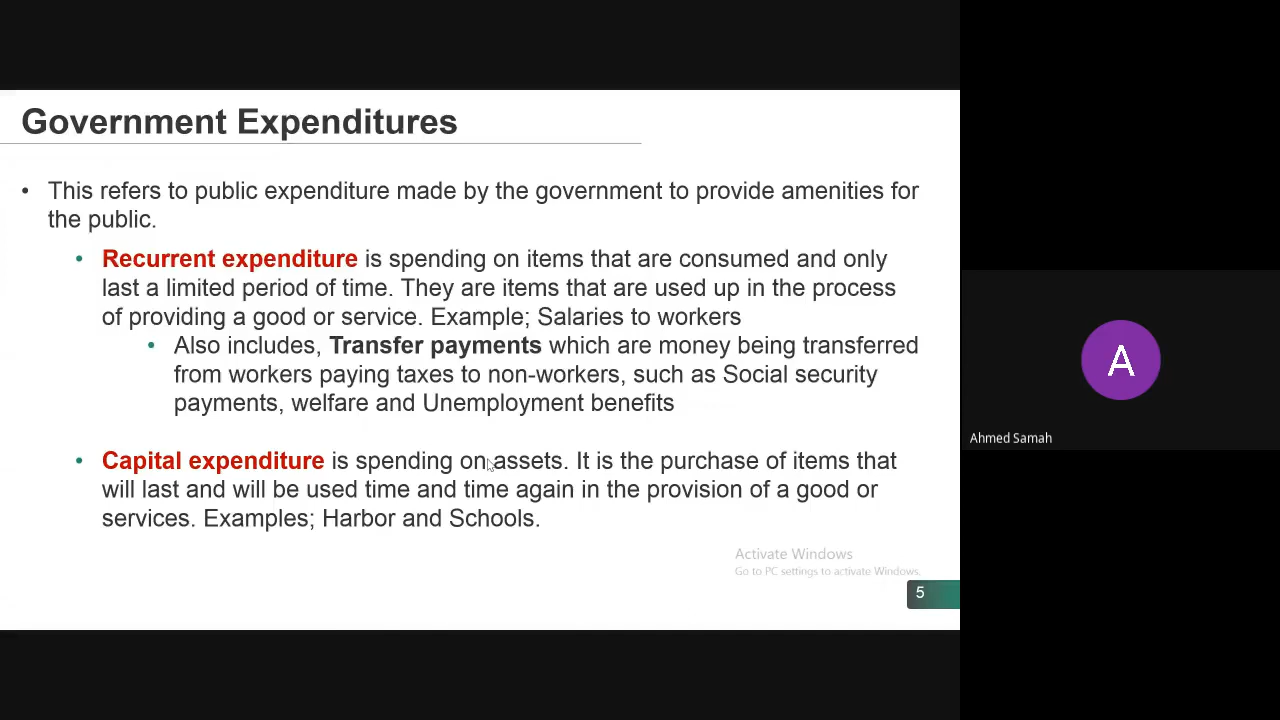 Government Expenditures
• This refers to public expenditure made by the government to provide amenities for
the public.
• Recurrent expenditure is spending on items that are consumed and only
last a limited period of time. They are items that are used up in the process
of providing a good or service. Example; Salaries to workers
• Also includes, Transfer payments which are money being transferred
from workers paying taxes to non-workers, such as Social security
payments, welfare and Unemployment benefits
• Capital expenditure is spending on assets. It is the purchase of items that
will last and will be used time and time again in the provision of a good or
services. Examples; Harbor and Schools.
Activate Windows
Go to PC settings to activate Windows.
5
A
Ahmed Samah